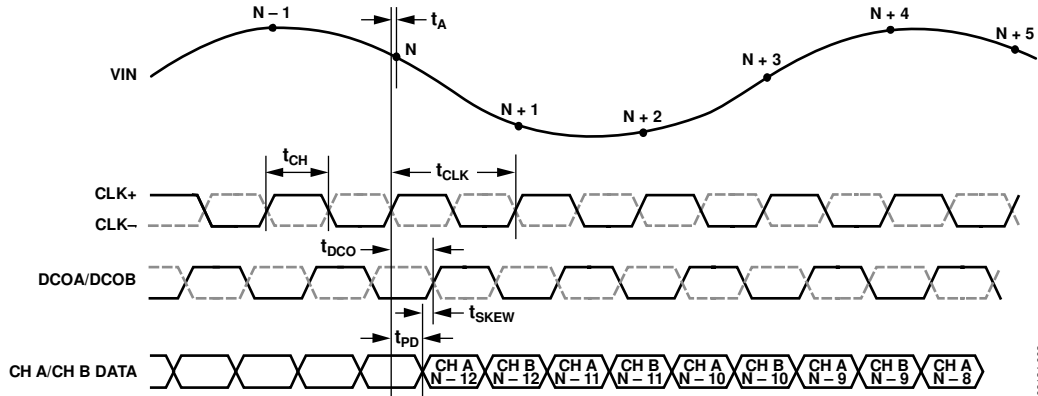 N – 1
tA
N
N + 4
N + 5
VIN
N + 3
N + 1
N + 2
tCH
tCLK
CLK+
CLK–
tDCO
DCOA/DCOB
tSKEW
tPD
CH A/CH B DATA
CH A
N – 12
CH B
N – 12
CH A
N – 11
CH B
N – 11
CH A
N – 10
CH B
N – 10
CH A
N – 9
CH B
N – 9
CH A
N – 8